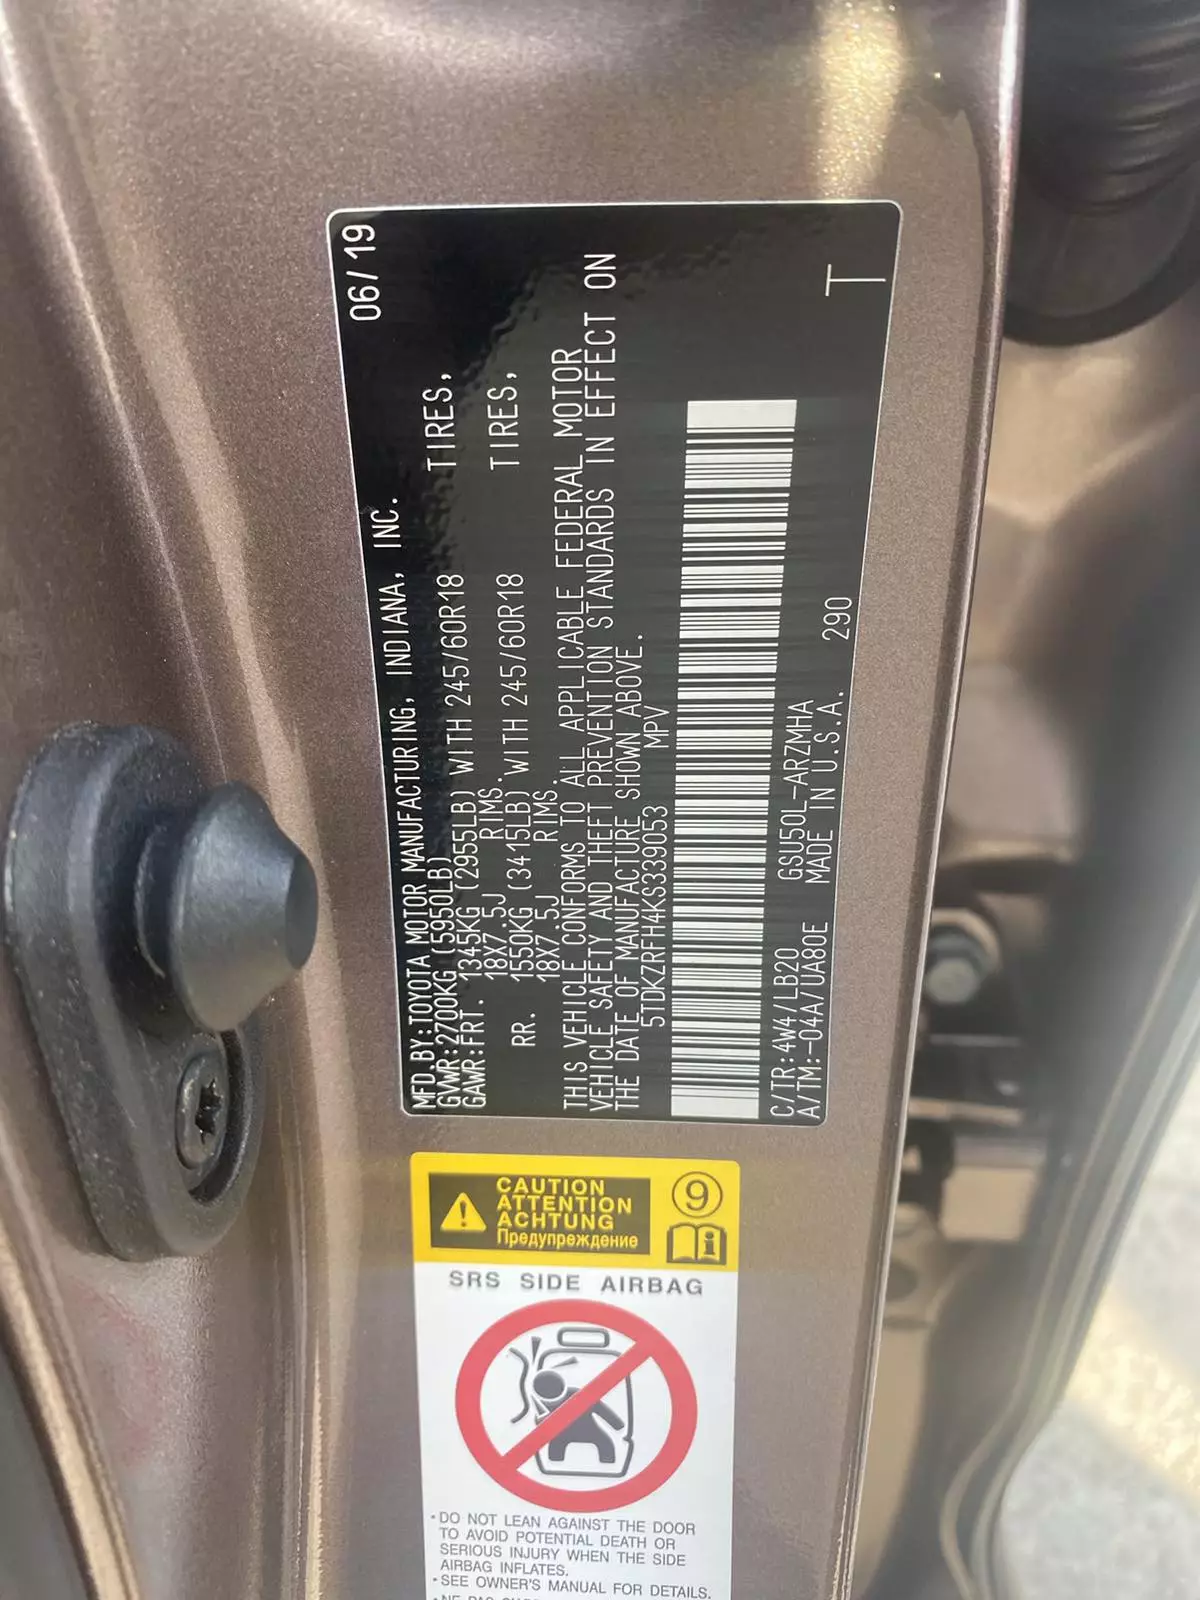 MFD.BY:TOYOTA MOTOR MANUFACTURING, INDIANA, INC. 06/19
GVWR:2700KG(5950LB)
GAWR:FRT. 1345KG (2955LB) WITH 245/60R18 TIRES,
18X7.5J RIMS.
RR. 1550KG (3415LB) WITH 245/60R18 TIRES,
18X7.5J RIMS.
THIS VEHICLE CONFORMS TO ALL APPLICABLE FEDERAL MOTOR
VEHICLE SAFETY AND THEFT PREVENTION STANDARDS IN EFFECT ON
THE DATE OF MANUFACTURE SHOWN ABOVE.
5TDKZRFH4KS339053 MPV
C/TR:4W4/LB20 GSU50L-ARZMHA
A/TM:-04A/UA80E MADE IN U.S.A. 290
T
CAUTION
ATTENTION
ACHTUNG
Предупреждение
9
i
SRS SIDE AIRBAG
•DO NOT LEAN AGAINST THE DOOR
TO AVOID POTENTIAL DEATH OR
SERIOUS INJURY WHEN THE SIDE
AIRBAG INFLATES.
•SEE OWNER'S MANUAL FOR DETAILS.